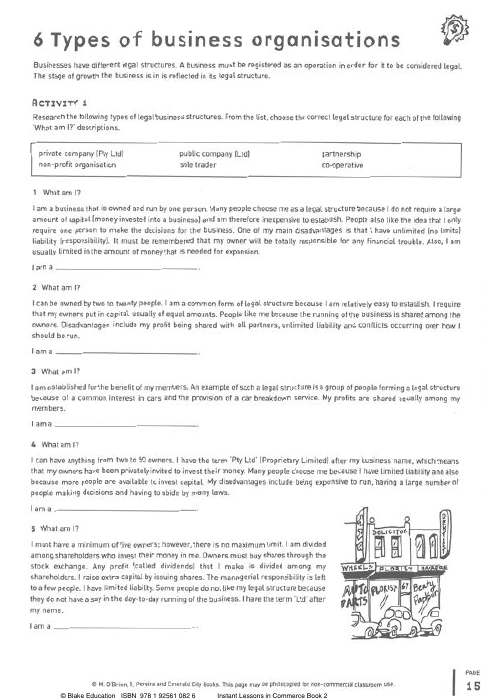 6 Types of business organisations
Businesses have different legal structures. A business must be registered as an operation in order for it to be considered legal.
The stage of growth the business is in is reflected in its legal structure.
ACTIVITY 1
Research the following types of legal business structures. From the list, choose the correct legal structure for each of the following
'What am I?' descriptions.
private company (Pty Ltd) public company (Ltd) partnership
non-profit organisation sole trader co-operative
1 What am I?
I am a business that is owned and run by one person. Many people choose me as a legal structure because I do not require a large
amount of capital (money invested into a business) and am therefore inexpensive to establish. People also like the idea that I only
require one person to make the decisions for the business. One of my main disadvantages is that I have unlimited (no limits)
liability (responsibility). It must be remembered that my owner will be totally responsible for any financial trouble. Also, I am
usually limited in the amount of money that is needed for expansion.
I am a
2 What am I?
I can be owned by two to twenty people. I am a common form of legal structure because I am relatively easy to establish. I require
that my owners put in capital, usually of equal amounts. People like me because the running of the business is shared among the
owners. Disadvantages include my profit being shared with all partners, unlimited liability and conflicts occurring over how I
should be run.
I am a
3 What am I?
I am established for the benefit of my members. An example of such a legal structure is a group of people forming a legal structure
because of a common interest in cars and the provision of a car breakdown service. My profits are shared equally among my
members.
I am a
4 What am I?
I can have anything from two to 50 owners. I have the term 'Pty Ltd' (Proprietary Limited) after my business name, which means
that my owners have been privately invited to invest their money. Many people choose me because I have limited liability and also
because more people are available to invest capital. My disadvantages include being expensive to run, having a large number of
people making decisions and having to abide by many laws.
I am a
5 What am I?
I must have a minimum of five owners; however, there is no maximum limit. I am divided
among shareholders who invest their money in me. Owners must buy shares through the
stock exchange. Any profit (called dividends) that I make is divided among my
shareholders. I raise extra capital by issuing shares. The managerial responsibility is left
to a few people. I have limited liability. Some people do not like my legal structure because
they do not have a say in the day-to-day running of the business. I have the term 'Ltd' after
my name.
I am a
SOLICITOR
WHEELS FLORIST
AUTO PARTS FLORIST Beauty
© M. O'Brien, F. Pereira and Emerald City Books. This page may be photocopied for non-commercial classroom use.
© Blake Education ISBN 978 1 92561 082 6 Instant Lessons in Commerce Book 2
PAGE
15